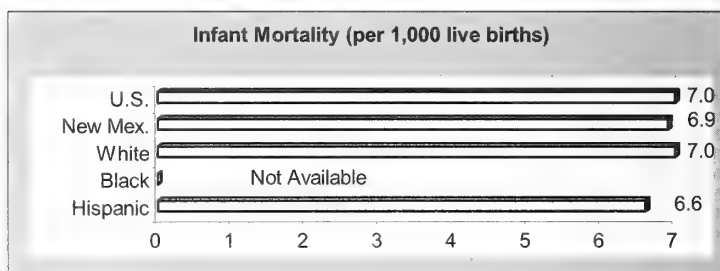 Infant Mortality (per 1,000 live births)
U.S. 7.0
New Mex. 6.9
White 7.0
Black Not Available
Hispanic 6.6
0 1 2 3 4 5 6 7